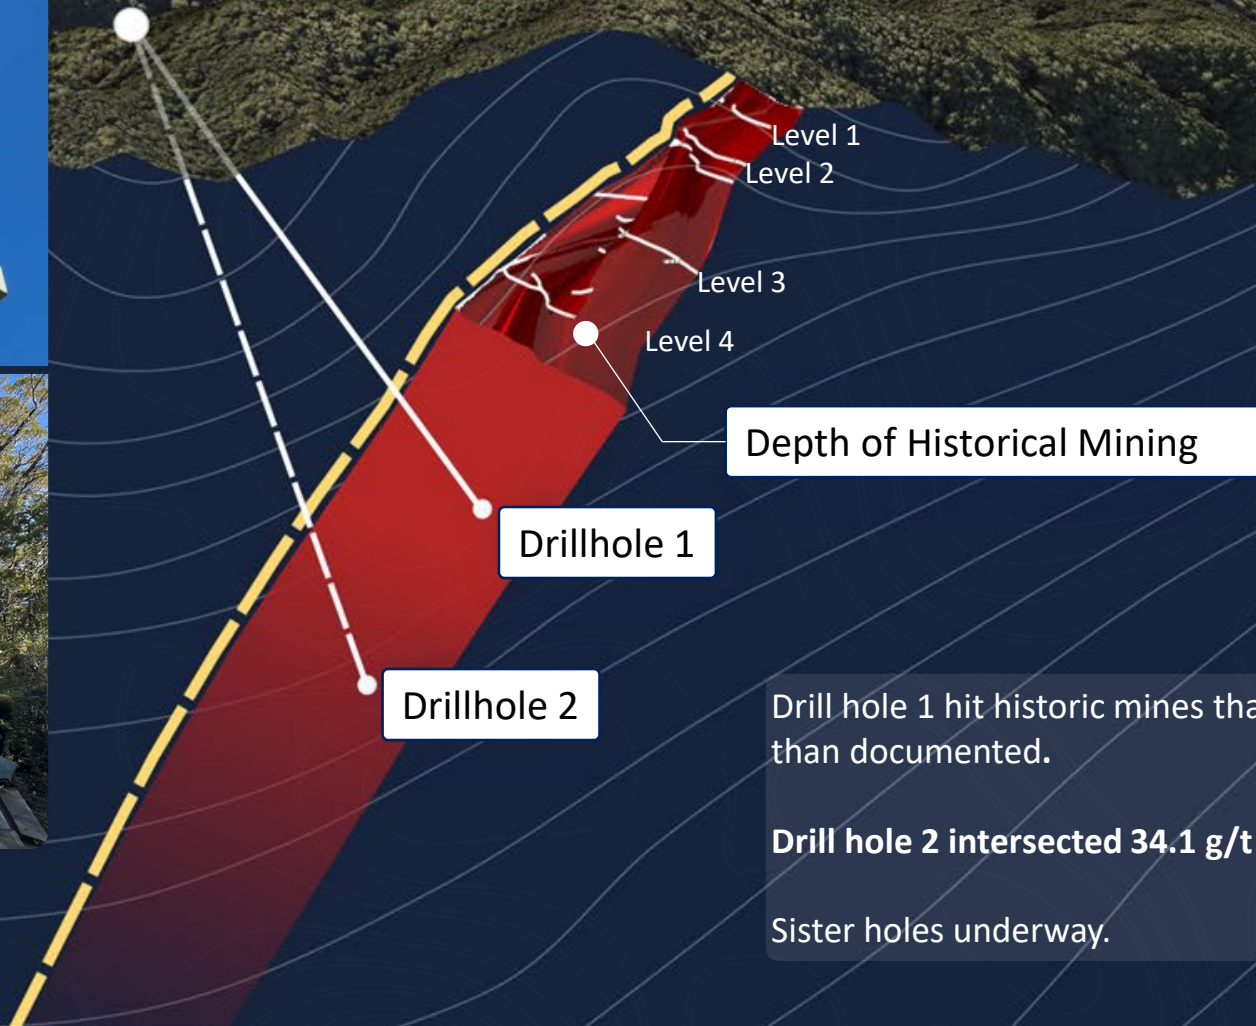 Level 1
Level 2
Level 3
Level 4
Depth of Historical Mining
Drillhole 1
Drillhole 2
Drill hole 1 hit historic mines
than documented.
Drill hole 2 intersected 34.1 g/t
Sister holes underway.